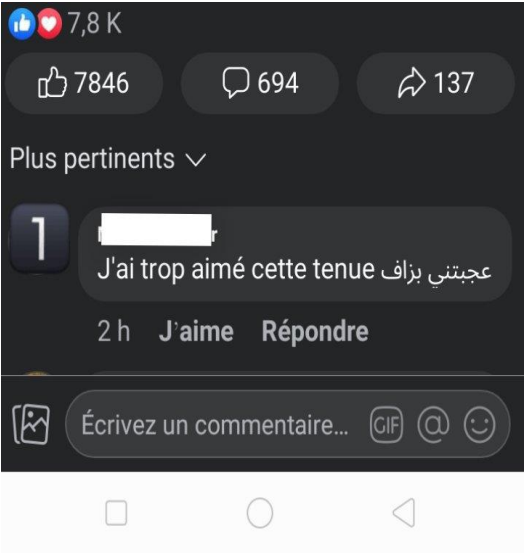 7,8 K
7846 694 137
Plus pertinents
1
r
J'ai trop aimé cette tenue عجبتني بزاف
2 h J'aime Répondre
Écrivez un commentaire... GIF @